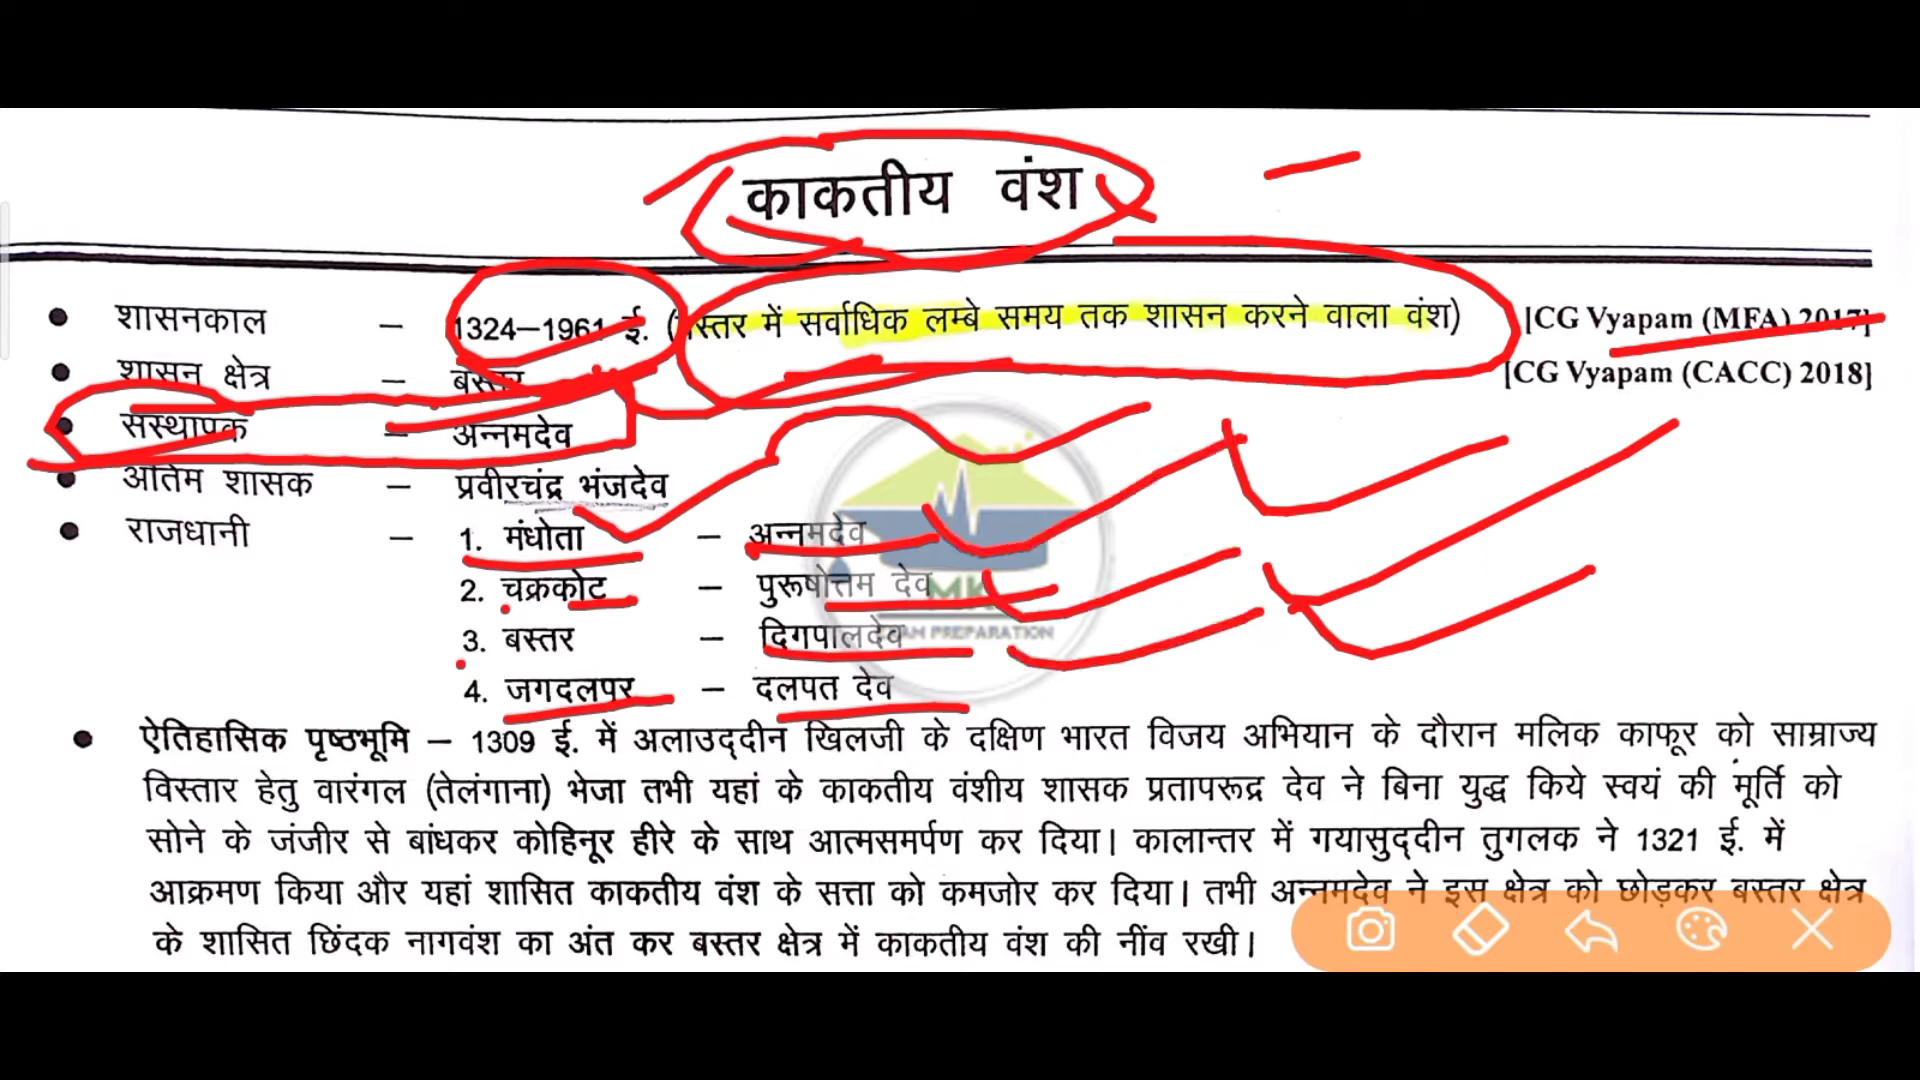 काकतीय वंश
• शासनकाल – 1324–1961 ई. (बस्तर में सर्वाधिक लम्बे समय तक शासन करने वाला वंश) [CG Vyapam (MFA) 2017]
• शासन क्षेत्र – बस्तर [CG Vyapam (CACC) 2018]
• संस्थापक – अन्नमदेव
• अंतिम शासक – प्रवीरचंद्र भंजदेव
• राजधानी – 1. मंधोता – अन्नमदेव
2. चक्रकोट – पुरूषोत्तम देव
3. बस्तर – दिगपालदेव
4. जगदलपुर – दलपत देव
• ऐतिहासिक पृष्ठभूमि – 1309 ई. में अलाउद्दीन खिलजी के दक्षिण भारत विजय अभियान के दौरान मलिक काफूर को साम्राज्य
विस्तार हेतु वारंगल (तेलंगाना) भेजा तभी यहां के काकतीय वंशीय शासक प्रतापरूद्र देव ने बिना युद्ध किये स्वयं की मूर्ति को
सोने के जंजीर से बांधकर कोहिनूर हीरे के साथ आत्मसमर्पण कर दिया। कालान्तर में गयासुद्दीन तुगलक ने 1321 ई. में
आक्रमण किया और यहां शासित काकतीय वंश के सत्ता को कमजोर कर दिया। तभी अन्नमदेव ने इस क्षेत्र को छोड़कर बस्तर क्षेत्र
के शासित छिंदक नागवंश का अंत कर बस्तर क्षेत्र में काकतीय वंश की नींव रखी।